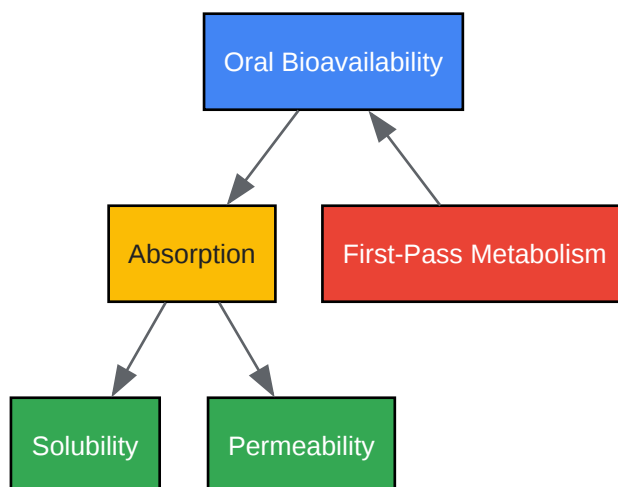 Oral Bioavailability
Absorption
First-Pass Metabolism
Solubility
Permeability